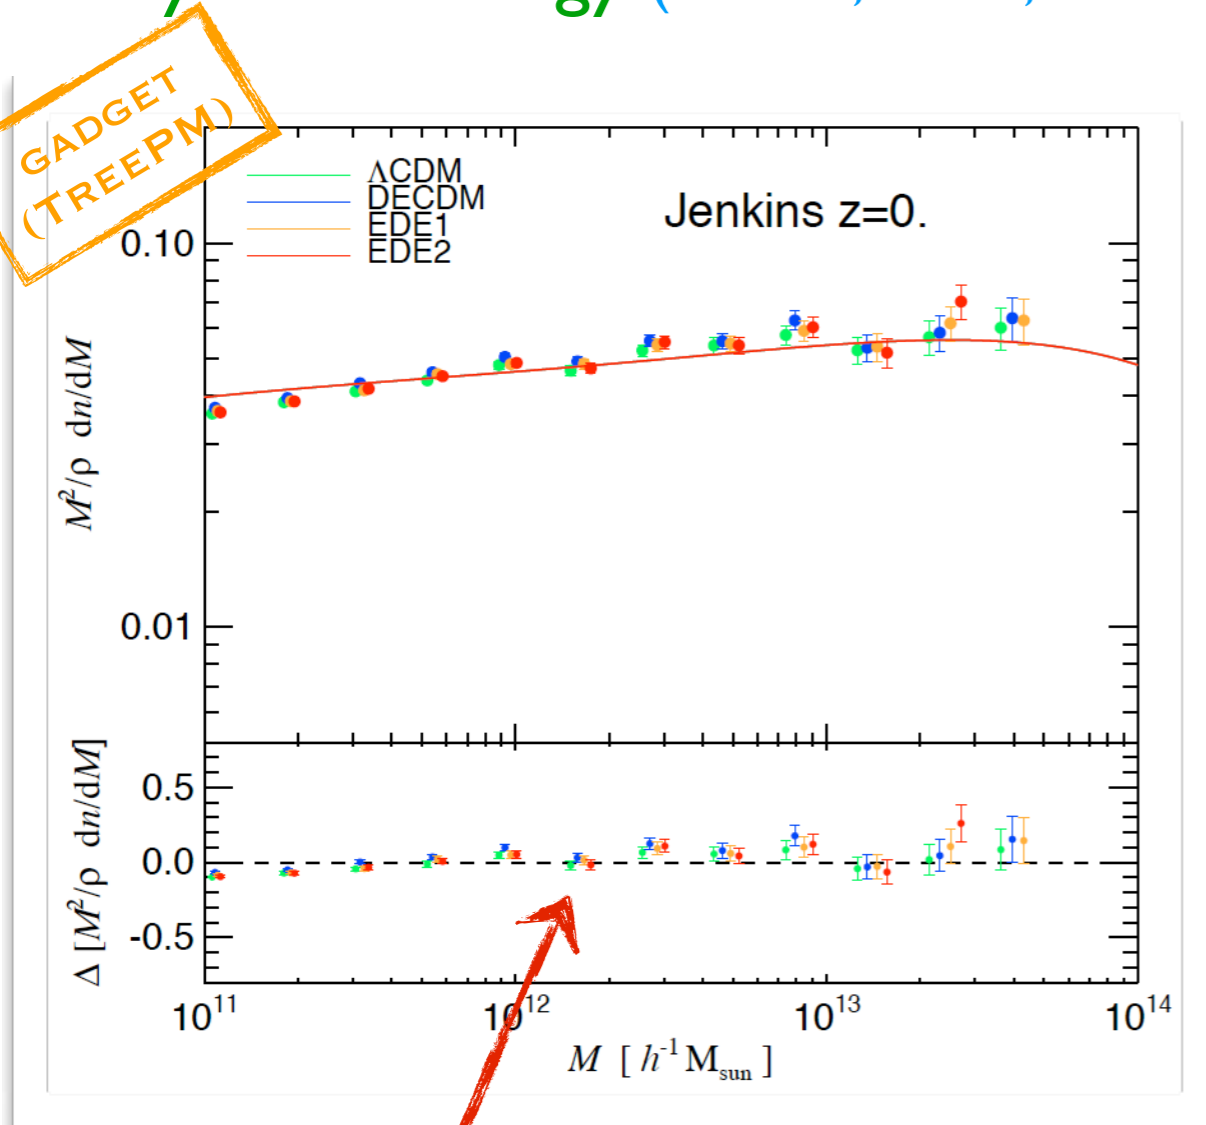 GADGET
(TREEPM)
ΛCDM
DECDM
EDE1
EDE2
Jenkins z=0.
0.10
0.01
M²/ρ dn/dM
0.5
0.0
-0.5
Δ [M²/ρ dn/dM]
10¹¹ 10¹² 10¹³ 10¹⁴
M [ h⁻¹ M_sun ]